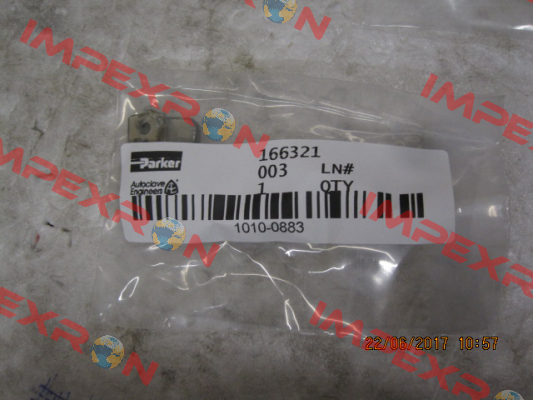 IMPEXRON
IMPEXRON
Parker
166321
003 LN#
Autoclave Engineers
1 QTY
1010-0883
IMPEXRON
IMPEXRON
IMPEXRON
22/06/2017 10:57